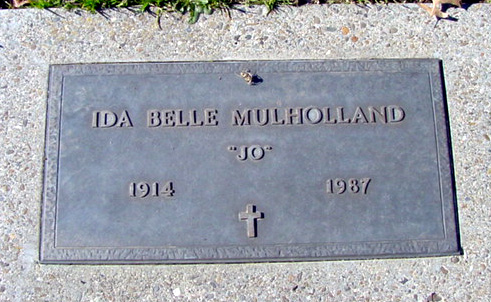 IDA BELLE MULHOLLAND
"JO"
1914 1987